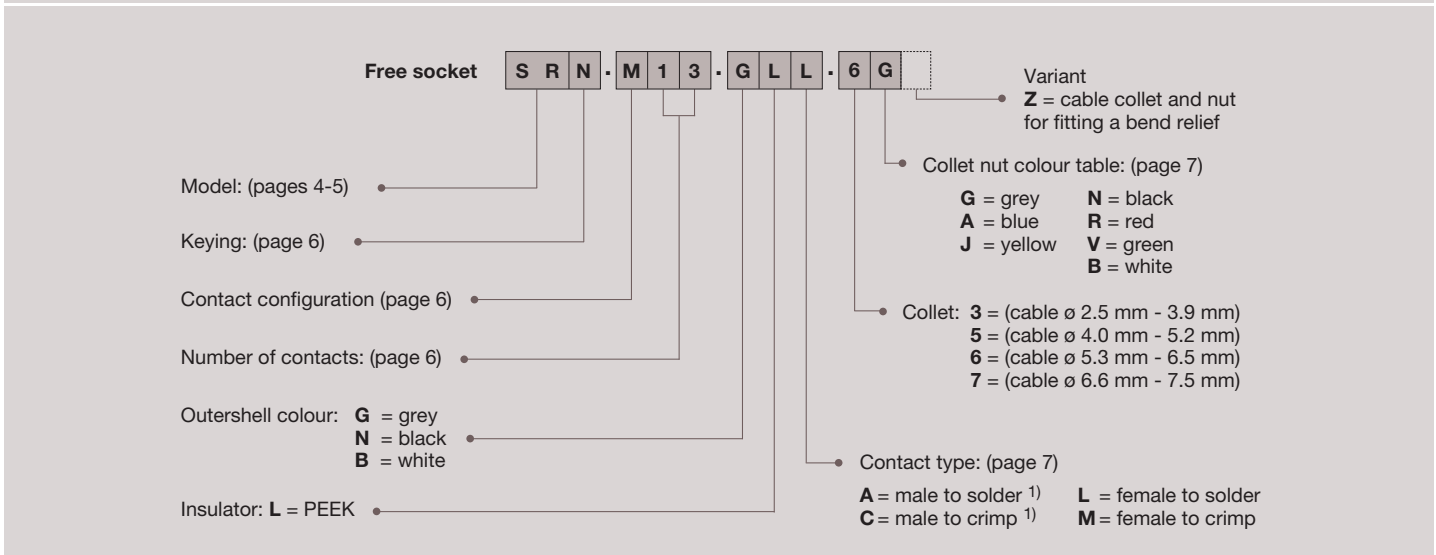 Free socket S R N . M 1 3 . G L L . 6 G
Variant
Z = cable collet and nut
for fitting a bend relief
Collet nut colour table: (page 7)
G = grey N = black
A = blue R = red
J = yellow V = green
B = white
Model: (pages 4-5)
Keying: (page 6)
Contact configuration (page 6)
Collet: 3 = (cable ø 2.5 mm - 3.9 mm)
5 = (cable ø 4.0 mm - 5.2 mm)
6 = (cable ø 5.3 mm - 6.5 mm)
7 = (cable ø 6.6 mm - 7.5 mm)
Number of contacts: (page 6)
Outershell colour: G = grey
N = black
B = white
Contact type: (page 7)
A = male to solder 1) L = female to solder
C = male to crimp 1) M = female to crimp
Insulator: L = PEEK